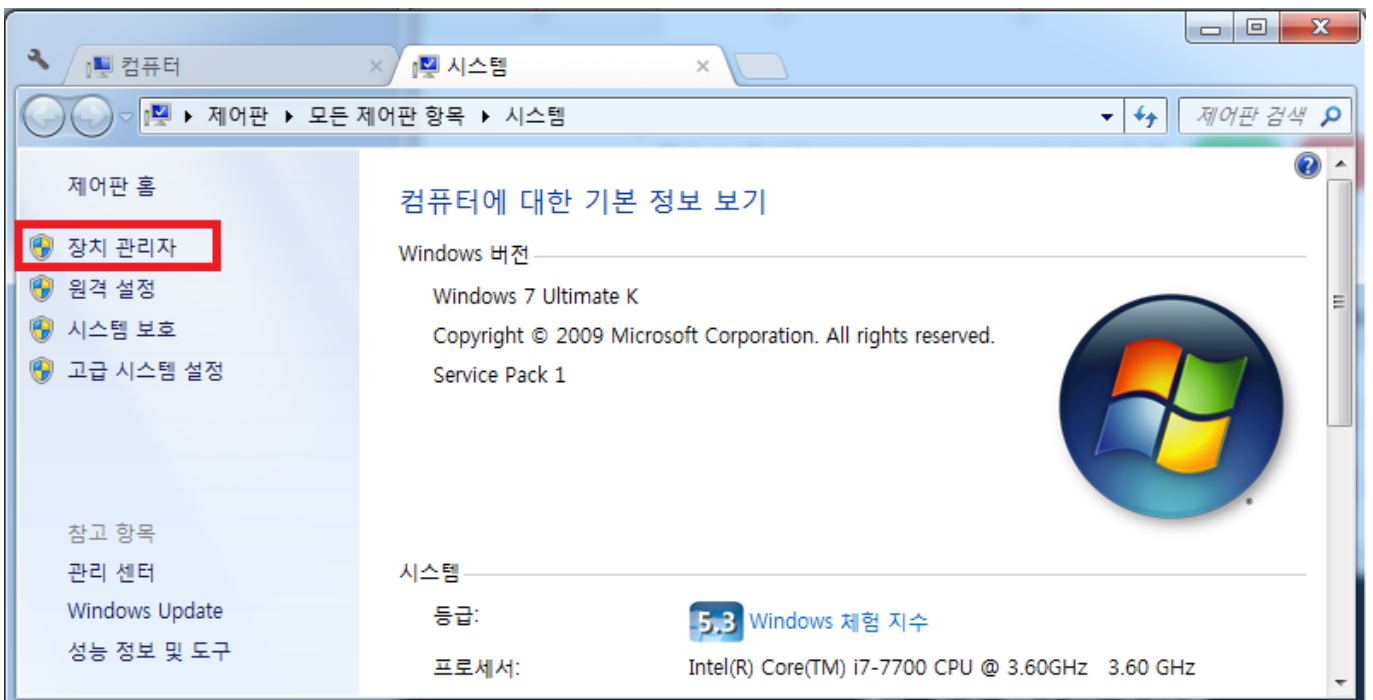 컴퓨터
시스템
제어판 모든 제어판 항목 시스템
제어판 검색
제어판 홈
장치 관리자
원격 설정
시스템 보호
고급 시스템 설정
참고 항목
관리 센터
Windows Update
성능 정보 및 도구
컴퓨터에 대한 기본 정보 보기
Windows 버전
Windows 7 Ultimate K
Copyright © 2009 Microsoft Corporation. All rights reserved.
Service Pack 1
시스템
등급: 5.3 Windows 체험 지수
프로세서: Intel(R) Core(TM) i7-7700 CPU @ 3.60GHz 3.60 GHz